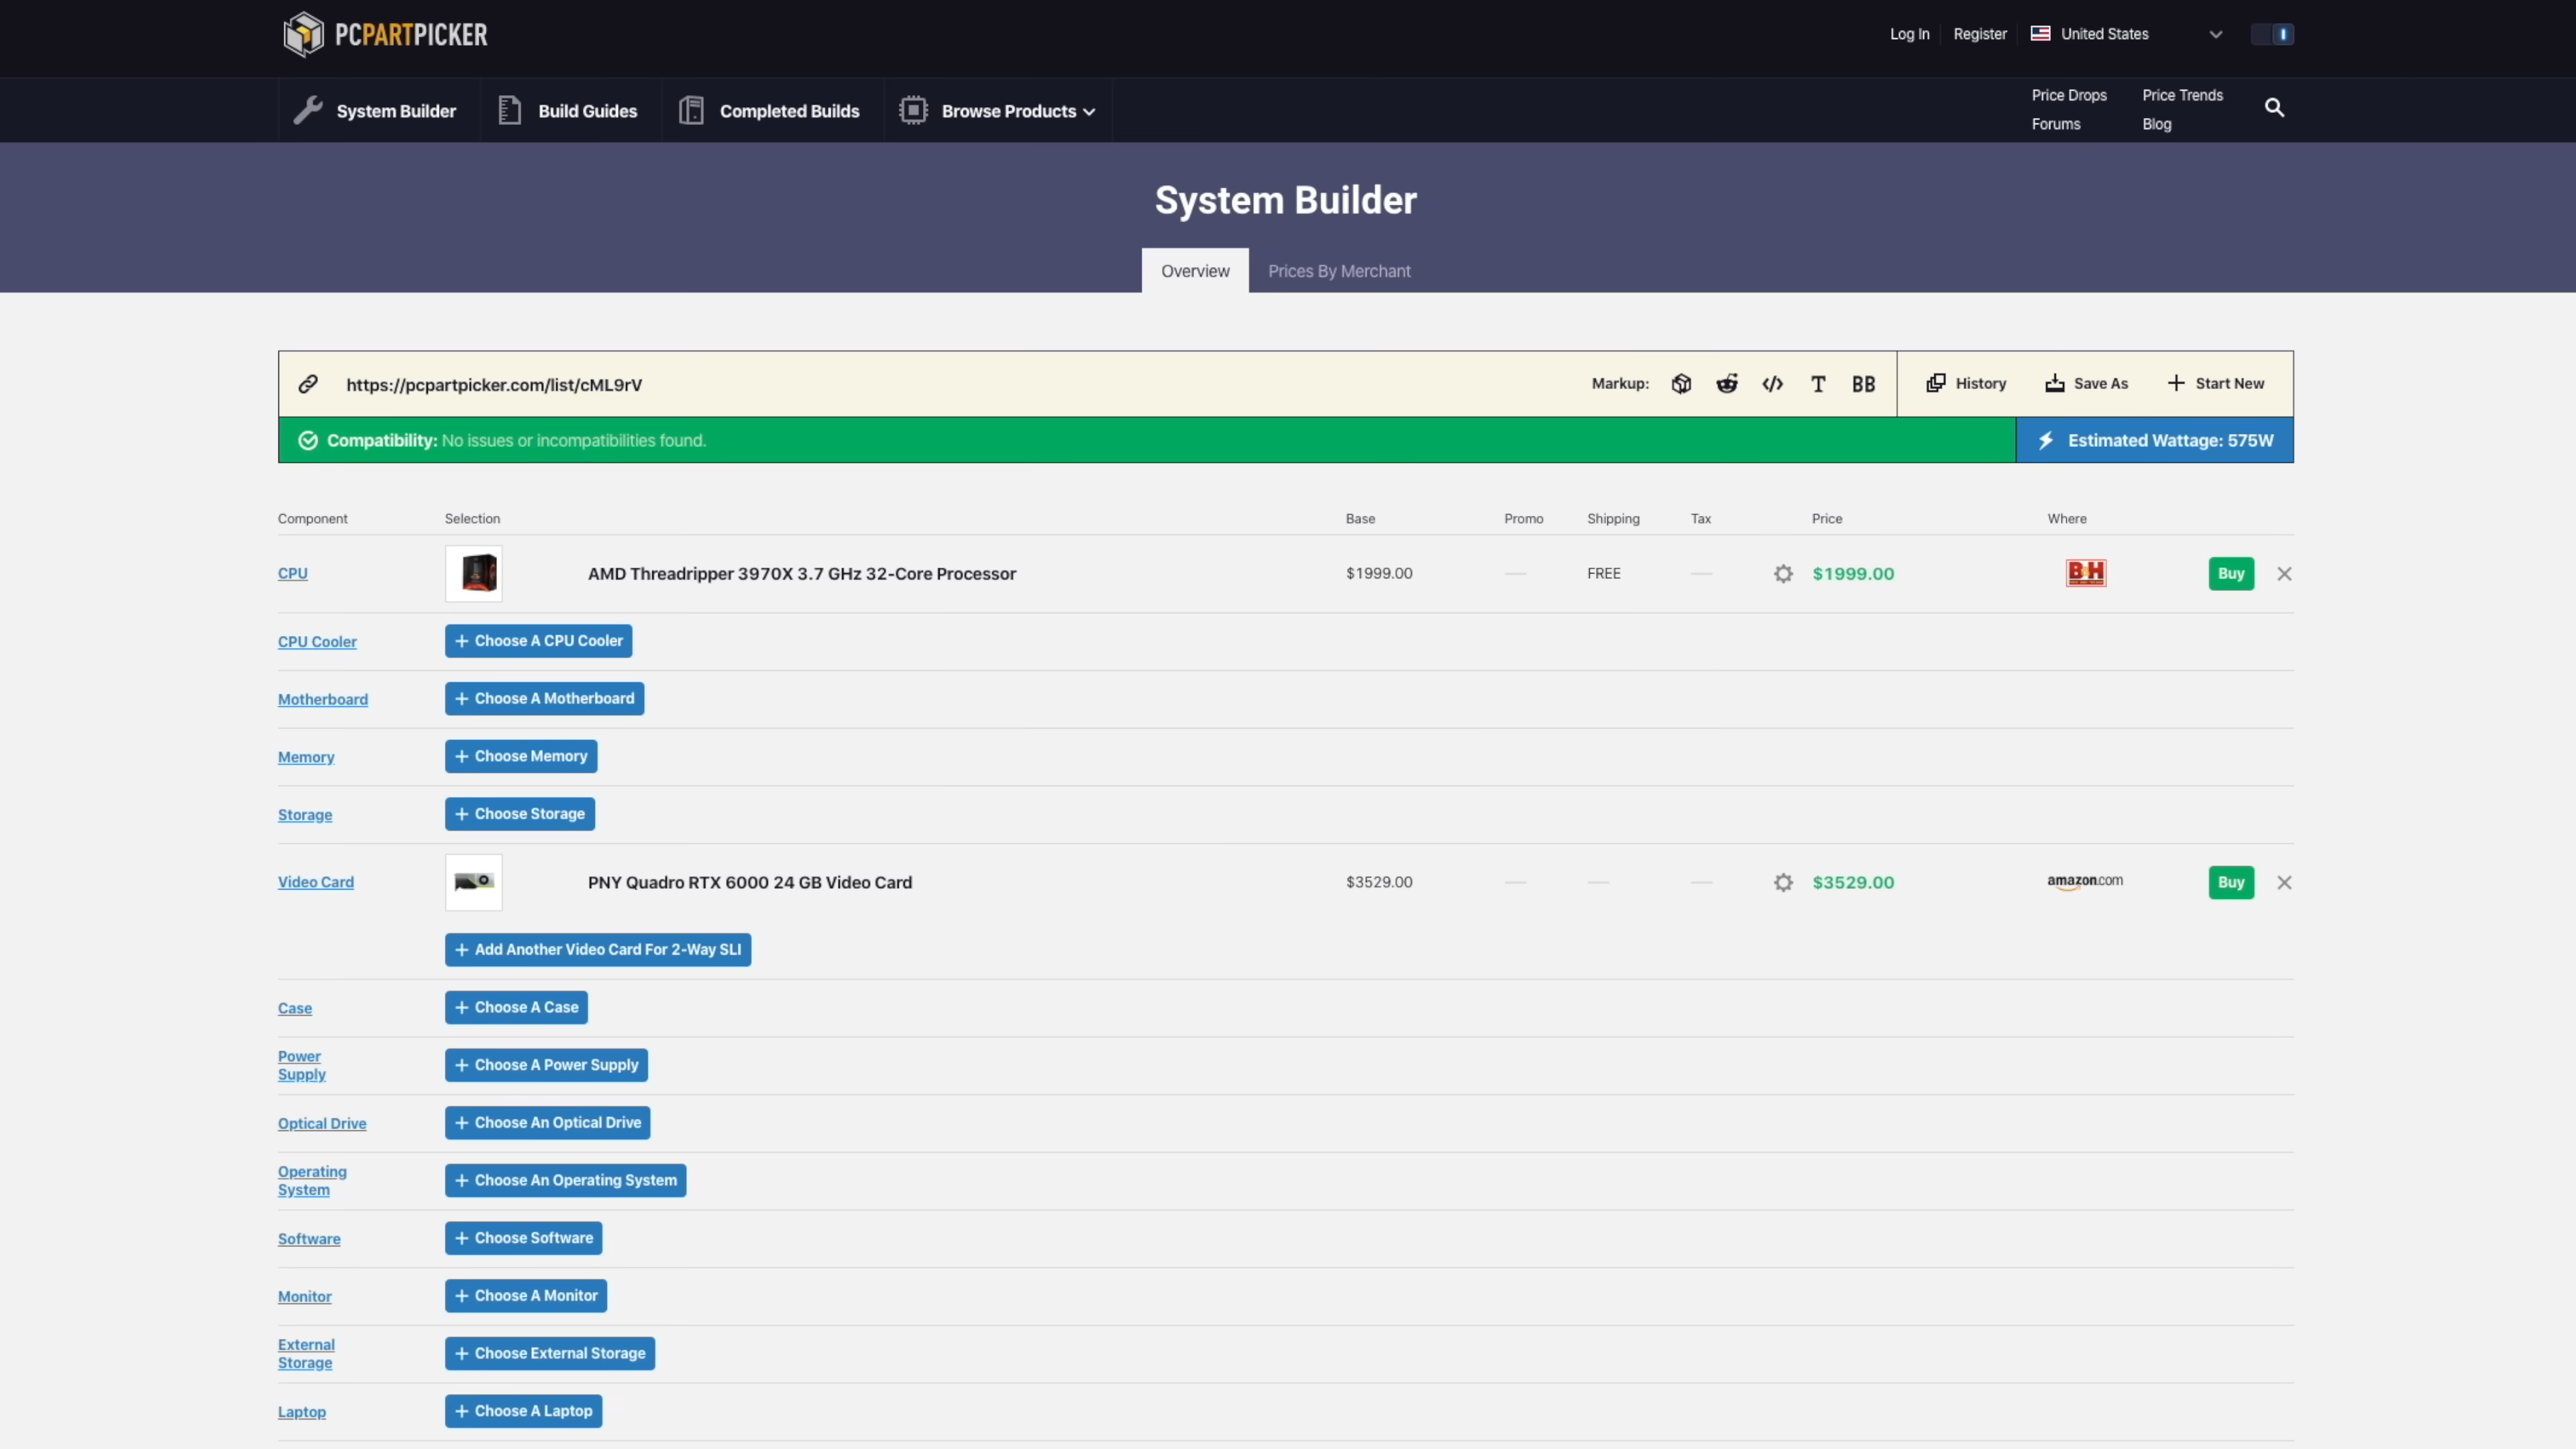 PCPARTPICKER
Log In Register United States
System Builder Build Guides Completed Builds Browse Products
Price Drops Price Trends
Forums Blog
System Builder
Overview Prices By Merchant
https://pcpartpicker.com/list/cML9rV Markup: T BB History Save As Start New
Compatibility: No issues or incompatibilities found. Estimated Wattage: 575W
Component Selection Base Promo Shipping Tax Price Where
CPU AMD Threadripper 3970X 3.7 GHz 32-Core Processor $1999.00 — FREE — $1999.00 B&H Buy
CPU Cooler + Choose A CPU Cooler
Motherboard + Choose A Motherboard
Memory + Choose Memory
Storage + Choose Storage
Video Card PNY Quadro RTX 6000 24 GB Video Card $3529.00 — — — $3529.00 amazon.com Buy
+ Add Another Video Card For 2-Way SLI
Case + Choose A Case
Power
Supply + Choose A Power Supply
Optical Drive + Choose An Optical Drive
Operating
System + Choose An Operating System
Software + Choose Software
Monitor + Choose A Monitor
External
Storage + Choose External Storage
Laptop + Choose A Laptop